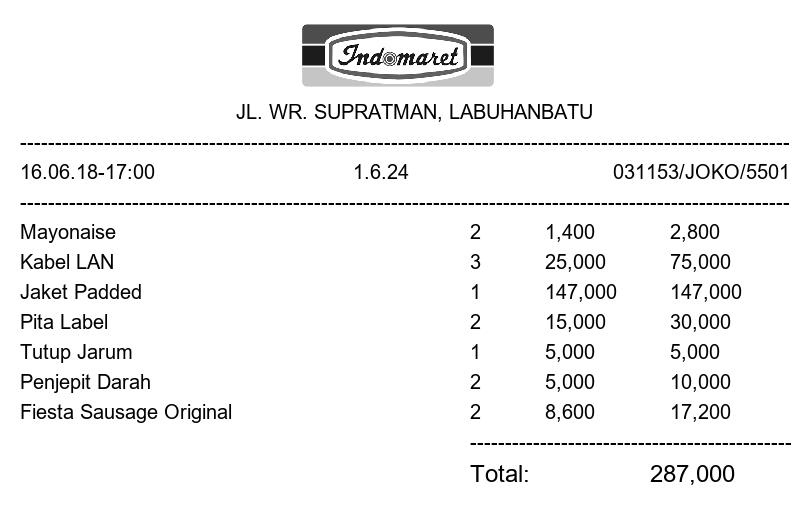 Indomaret
JL. WR. SUPRATMAN, LABUHANBATU
16.06.18-17:00 1.6.24 031153/JOKO/5501
Mayonaise 2 1,400 2,800
Kabel LAN 3 25,000 75,000
Jaket Padded 1 147,000 147,000
Pita Label 2 15,000 30,000
Tutup Jarum 1 5,000 5,000
Penjepit Darah 2 5,000 10,000
Fiesta Sausage Original 2 8,600 17,200
Total: 287,000